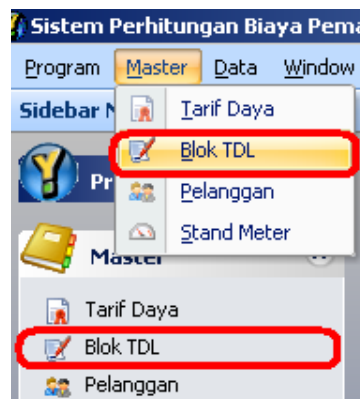 Sistem Perhitungan Biaya Pema
Program Master Data Window
Sidebar
Tarif Daya
Blok TDL
Pr
Pelanggan
Stand Meter
Master
Tarif Daya
Blok TDL
Pelanggan